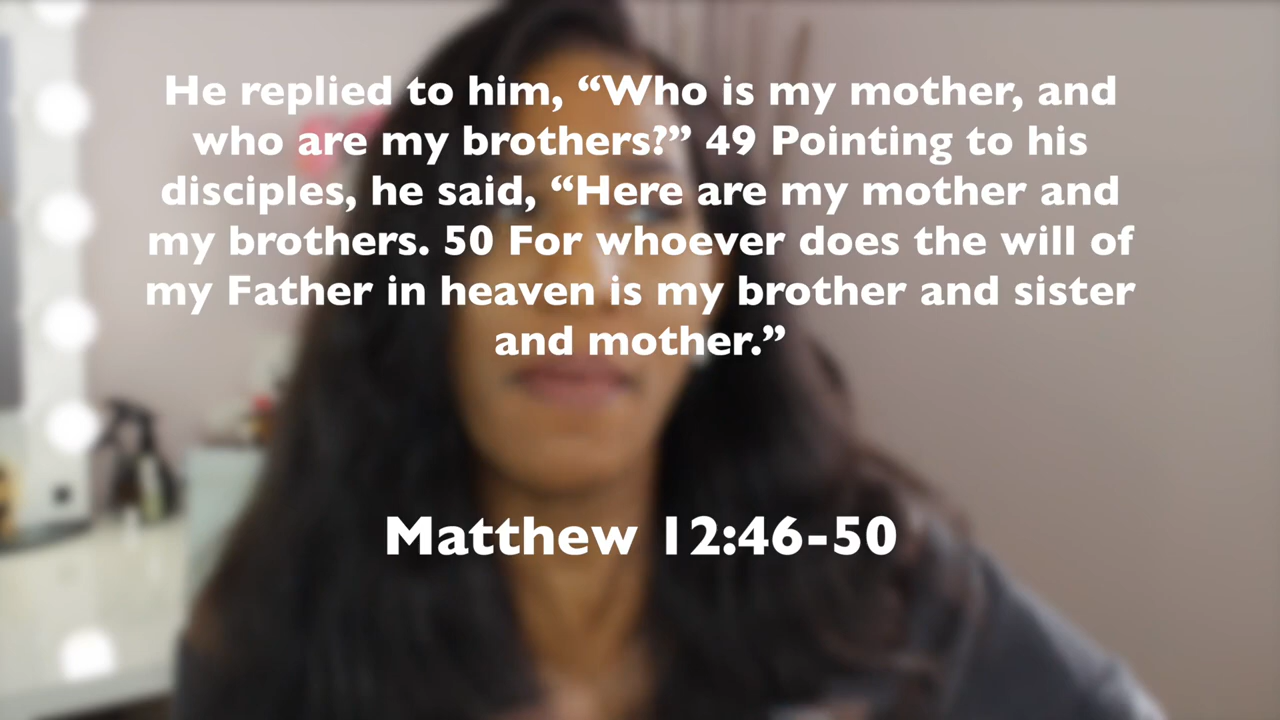 He replied to him, “Who is my mother, and
who are my brothers?” 49 Pointing to his
disciples, he said, “Here are my mother and
my brothers. 50 For whoever does the will of
my Father in heaven is my brother and sister
and mother.”
Matthew 12:46-50